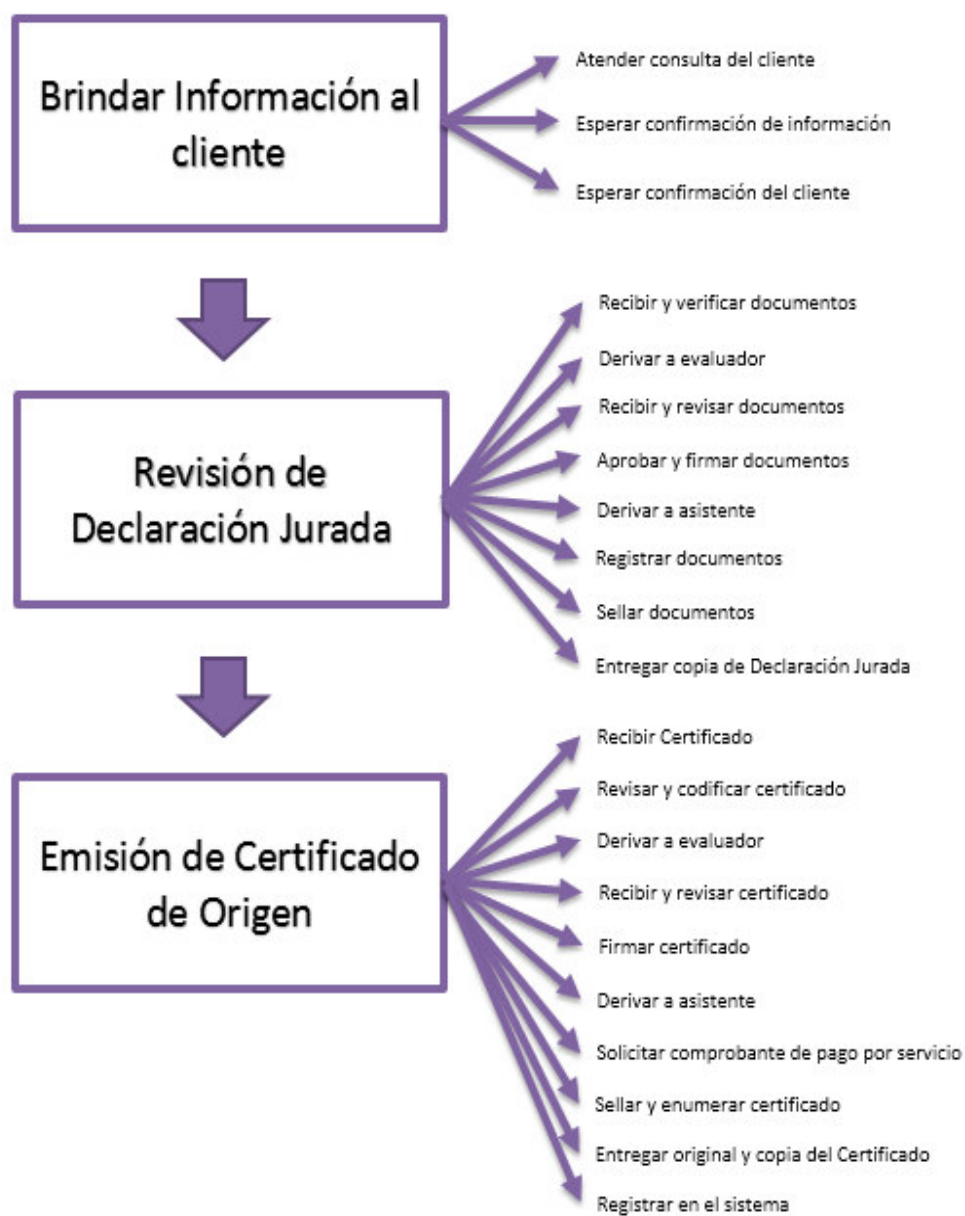 Brindar Información al
cliente
Atender consulta del cliente
Esperar confirmación de información
Esperar confirmación del cliente
Revisión de
Declaración Jurada
Recibir y verificar documentos
Derivar a evaluador
Recibir y revisar documentos
Aprobar y firmar documentos
Derivar a asistente
Registrar documentos
Sellar documentos
Entregar copia de Declaración Jurada
Emisión de Certificado
de Origen
Recibir Certificado
Revisar y codificar certificado
Derivar a evaluador
Recibir y revisar certificado
Firmar certificado
Derivar a asistente
Solicitar comprobante de pago por servicio
Sellar y enumerar certificado
Entregar original y copia del Certificado
Registrar en el sistema